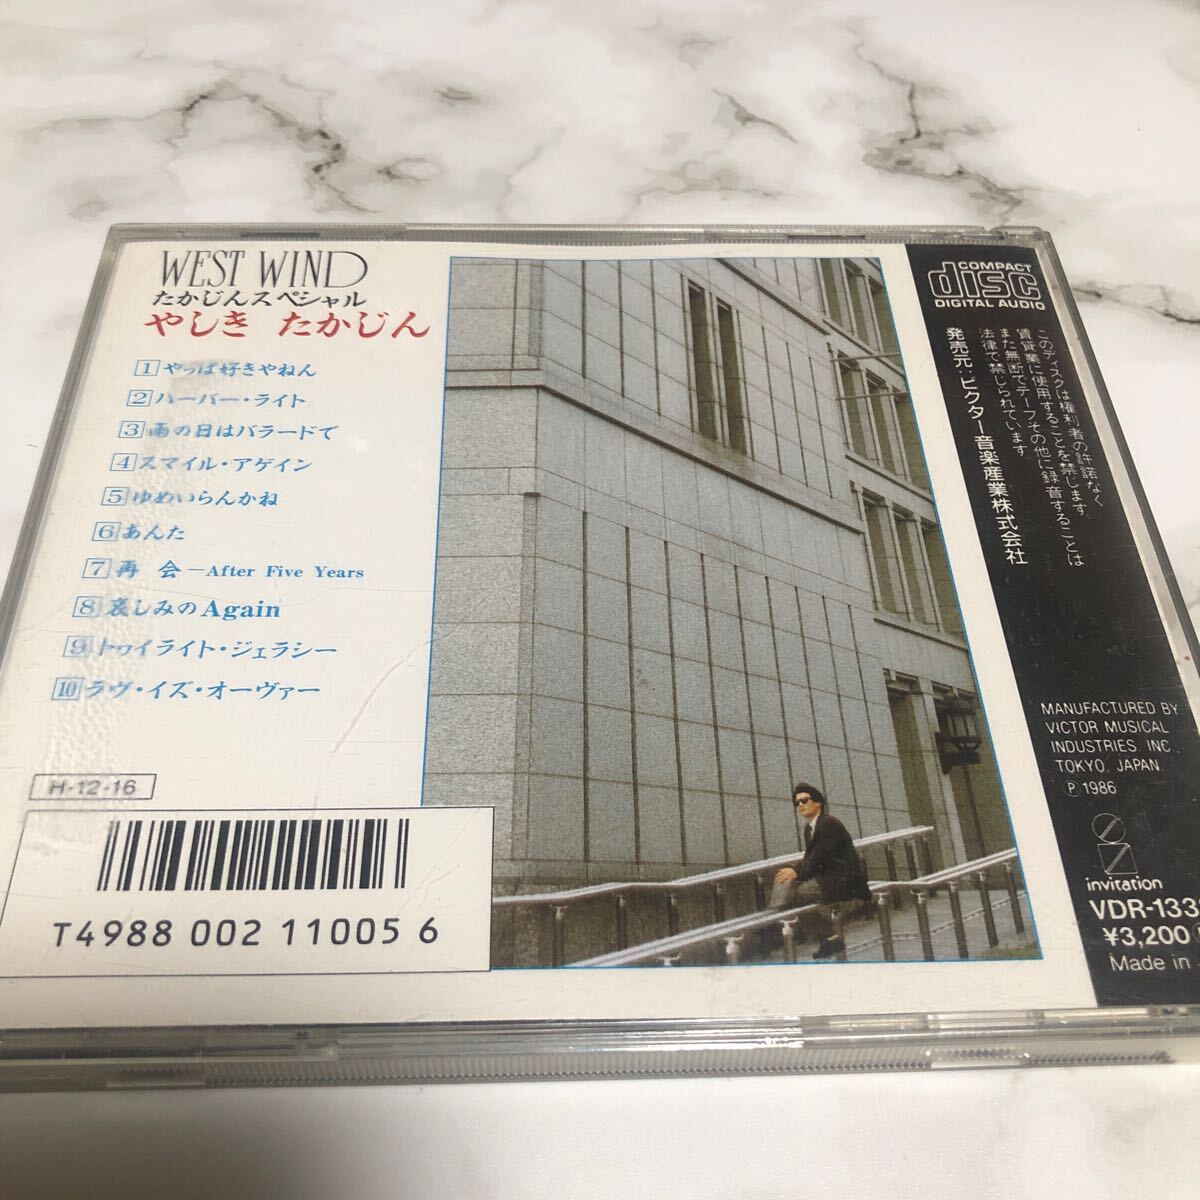 WEST WIND
たかじんスペシャル
やしき たかじん
1 やっぱ好きやねん
2 ハーバー・ライト
3 雨の日はバラードで
4 スマイル・アゲイン
5 ゆめいらんかね
6 あんた
7 再 会 —After Five Years
8 哀しみのAgain
9 トワイライト・ジェラシー
10 ラヴ・イズ・オーヴァー
H-12-16
T4988 002 11005 6
COMPACT
disc
DIGITAL AUDIO
このディスクは権利者の許諾なく
賃貸業に使用することを禁じます
また無断でテープその他に録音することは
法律で禁じられています
発売元:ビクター音楽産業株式会社
MANUFACTURED BY
VICTOR MUSICAL
INDUSTRIES, INC.,
TOKYO, JAPAN.
Ⓟ 1986
invitation
VDR-133
¥3,200
Made in